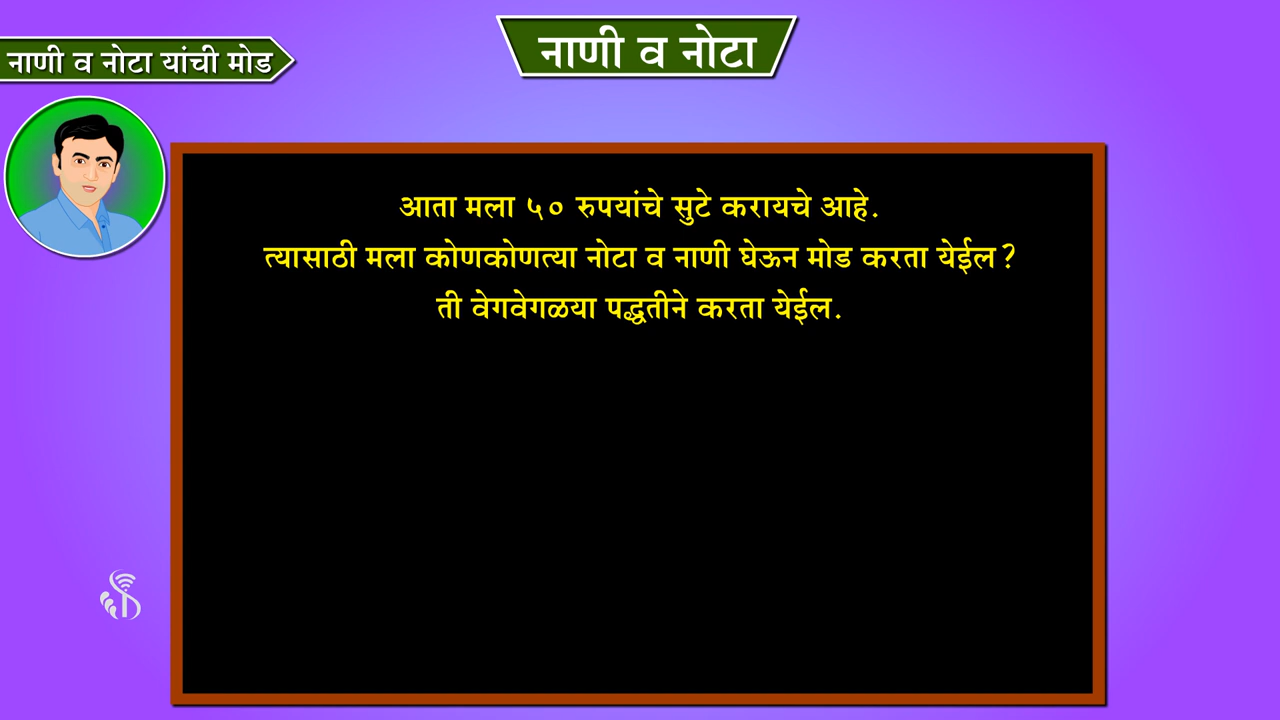 नाणी व नोटा
नाणी व नोटा यांची मोड
आता मला ५० रुपयांचे सुटे करायचे आहे.
त्यासाठी मला कोणकोणत्या नोटा व नाणी घेऊन मोड करता येईल?
ती वेगवेगळया पद्धतीने करता येईल.